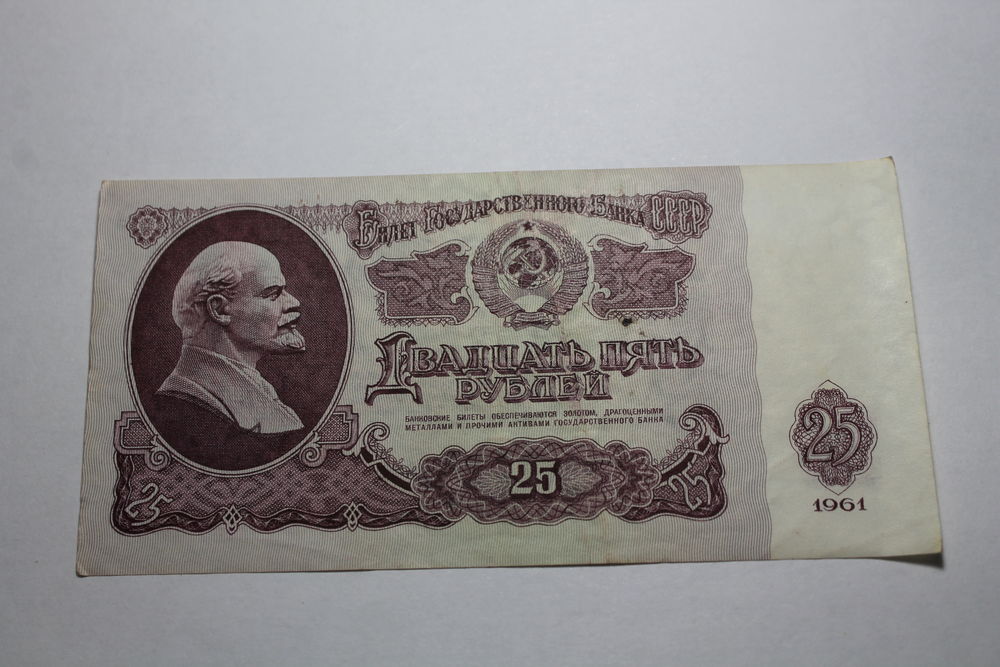 Билет Государственного Банка СССР
Двадцать пять
рублей
БАНКОВСКИЕ БИЛЕТЫ ОБЕСПЕЧИВАЮТСЯ ЗОЛОТОМ, ДРАГОЦЕННЫМИ
МЕТАЛЛАМИ И ПРОЧИМИ АКТИВАМИ ГОСУДАРСТВЕННОГО БАНКА
25
25
25
25
1961